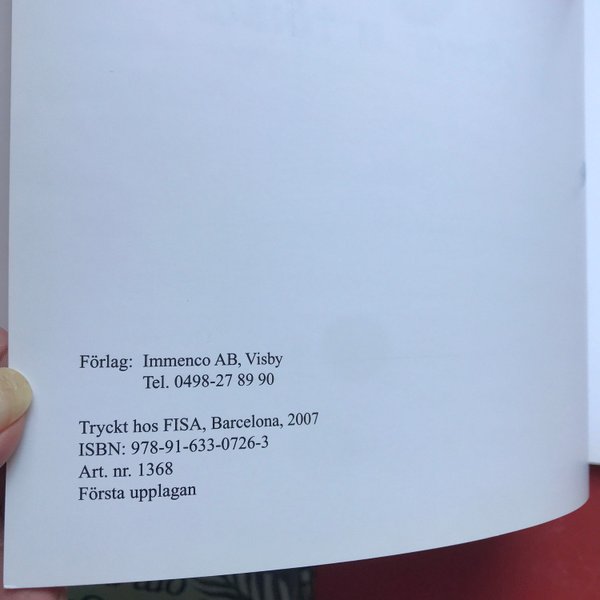 Förlag: Immenco AB, Visby
Tel. 0498-27 89 90
Tryckt hos FISA, Barcelona, 2007
ISBN: 978-91-633-0726-3
Art. nr. 1368
Första upplagan